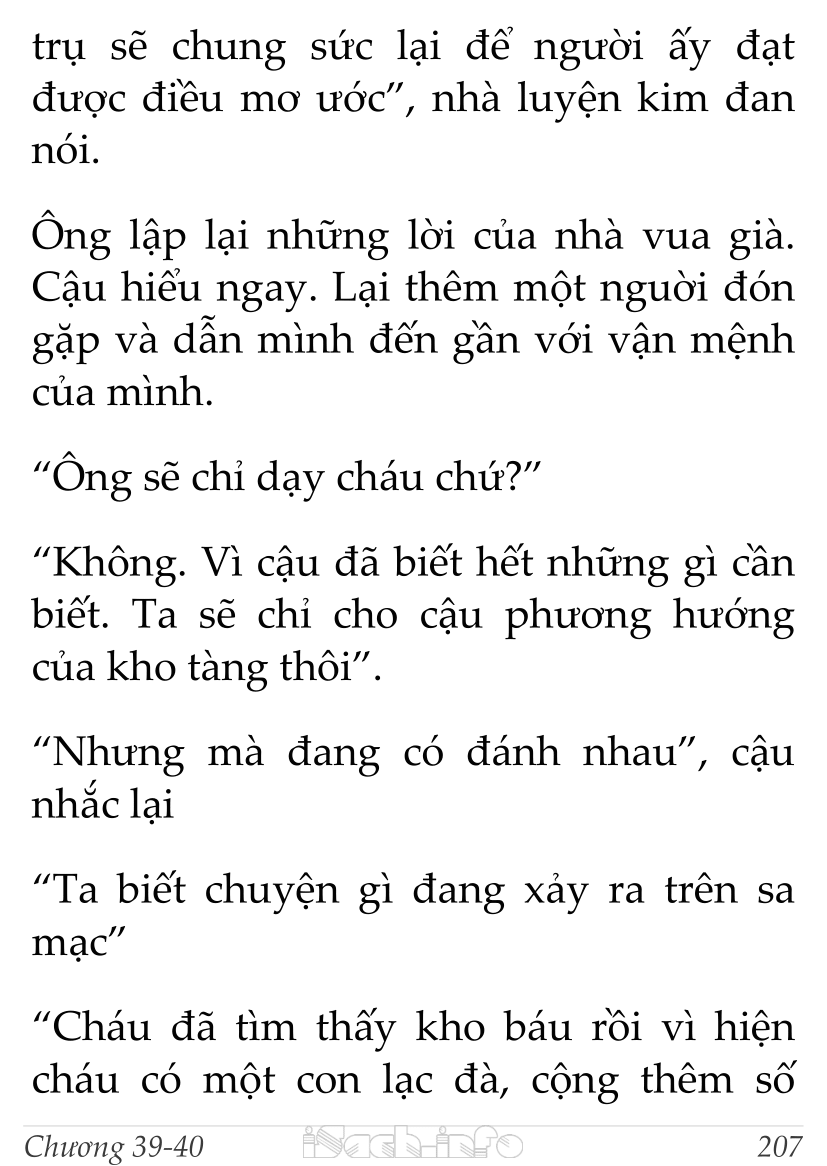 trụ sẽ chung sức lại để người ấy đạt
được điều mơ ước”, nhà luyện kim đan
nói.
Ông lập lại những lời của nhà vua già.
Cậu hiểu ngay. Lại thêm một nguời đón
gặp và dẫn mình đến gần với vận mệnh
của mình.
“Ông sẽ chỉ dạy cháu chứ?”
“Không. Vì cậu đã biết hết những gì cần
biết. Ta sẽ chỉ cho cậu phương hướng
của kho tàng thôi”.
“Nhưng mà đang có đánh nhau”, cậu
nhắc lại
“Ta biết chuyện gì đang xảy ra trên sa
mạc”
“Cháu đã tìm thấy kho báu rồi vì hiện
cháu có một con lạc đà, cộng thêm số
Chương 39-40 iSach.info 207